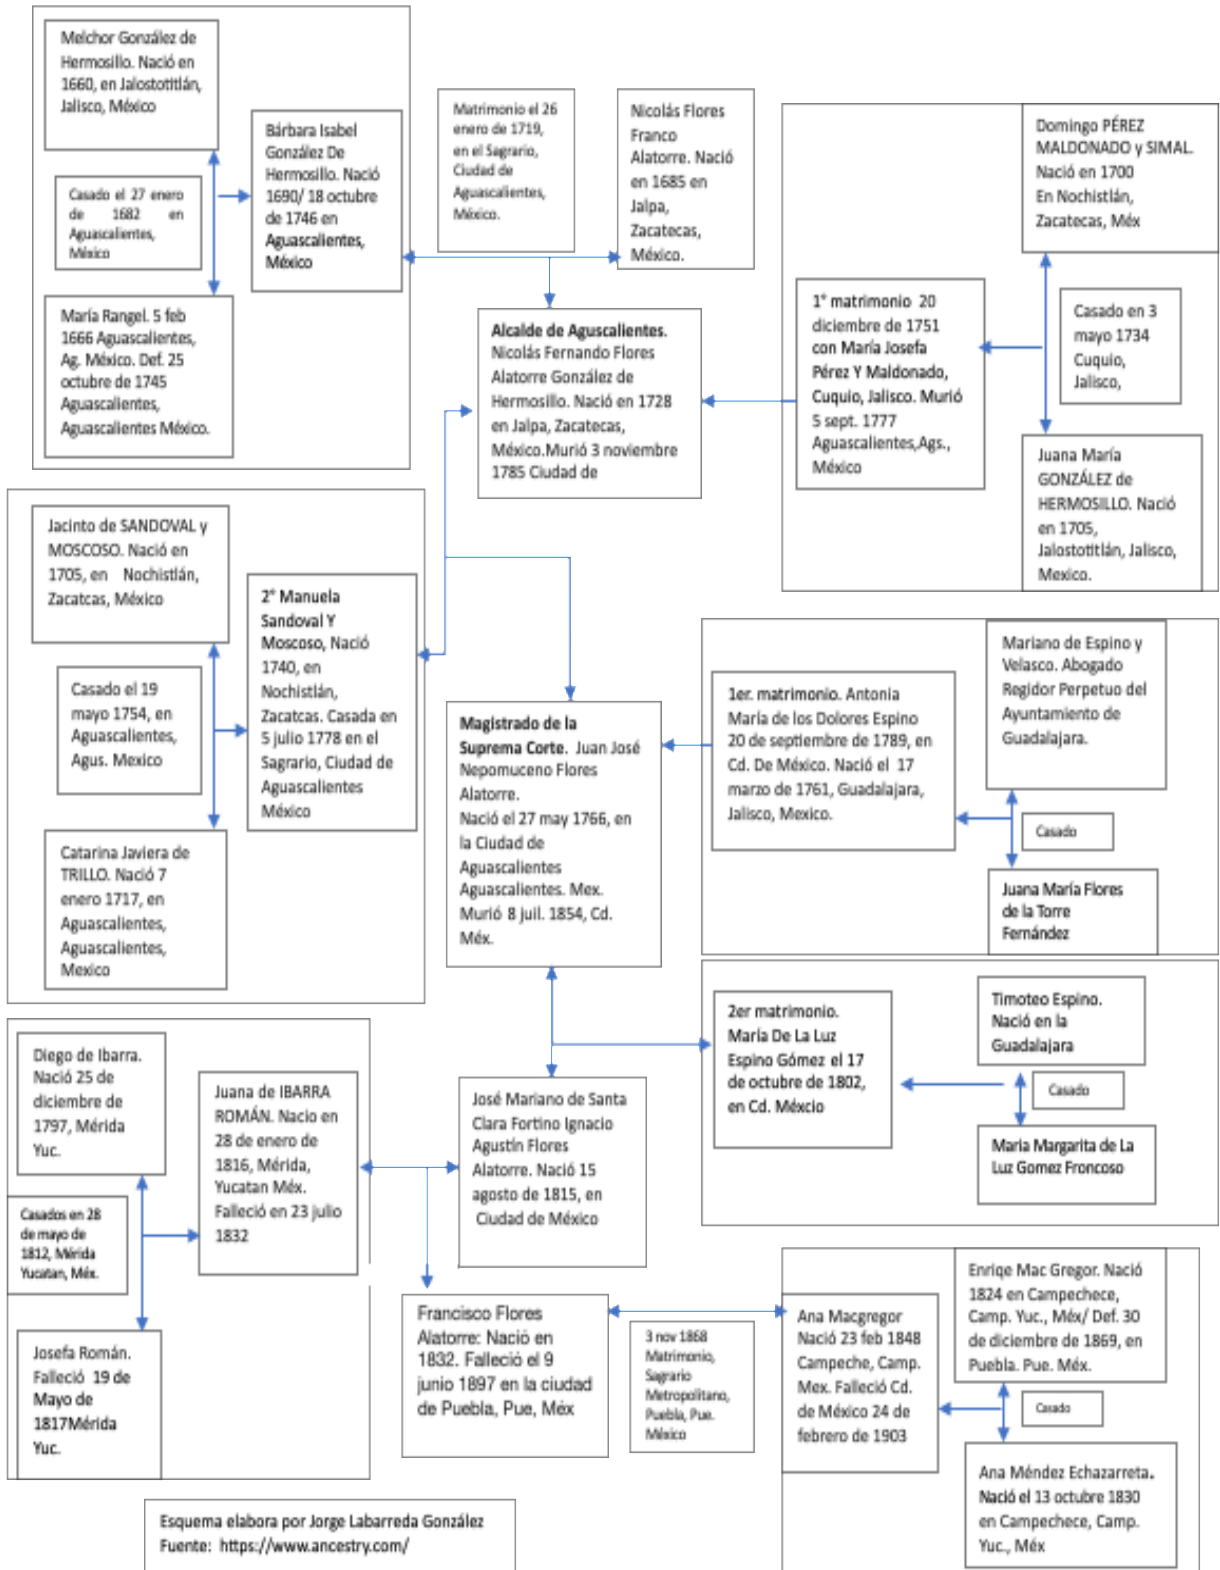 Melchor González de
Hermosillo. Nació en
1660, en Jalostotitlán,
Jalisco, México
Casado el 27 enero
de 1682 en
Aguascalientes,
México
María Rangel. 5 feb
1666 Aguascalientes,
Ag. México. Def. 25
octubre de 1745
Aguascalientes,
Aguascalientes México.
Bárbara Isabel
González De
Hermosillo. Nació
1690/ 18 octubre
de 1746 en
Aguascalientes,
México
Matrimonio el 26
enero de 1719,
en el Sagrario,
Ciudad de
Aguascalientes,
México.
Nicolás Flores
Franco
Alatorre. Nació
en 1685 en
Jalpa,
Zacatecas,
México.
Domingo PÉREZ
MALDONADO y SIMAL.
Nació en 1700
En Nochistlán,
Zacatecas, Méx
Casado en 3
mayo 1734
Cuquio,
Jalisco,
Juana María
GONZÁLEZ de
HERMOSILLO. Nació
en 1705,
Jalostotitlán, Jalisco,
Mexico.
1° matrimonio 20
diciembre de 1751
con María Josefa
Pérez Y Maldonado,
Cuquio, Jalisco. Murió
5 sept. 1777
Aguascalientes,Ags.,
México
Alcalde de Aguscalientes.
Nicolás Fernando Flores
Alatorre González de
Hermosillo. Nació en 1728
en Jalpa, Zacatecas,
México.Murió 3 noviembre
1785 Ciudad de
Jacinto de SANDOVAL y
MOSCOSO. Nació en
1705, en Nochistlán,
Zacatcas, México
Casado el 19
mayo 1754, en
Aguascalientes,
Agus. Mexico
Catarina Javiera de
TRILLO. Nació 7
enero 1717, en
Aguascalientes,
Aguascalientes,
Mexico
2° Manuela
Sandoval Y
Moscoso, Nació
1740, en
Nochistlán,
Zacatcas. Casada en
5 julio 1778 en el
Sagrario, Ciudad de
Aguascalientes
México
Magistrado de la
Suprema Corte. Juan José
Nepomuceno Flores
Alatorre.
Nació el 27 may 1766, en
la Ciudad de
Aguascalientes
Aguascalientes. Mex.
Murió 8 juil. 1854, Cd.
Méx.
1er. matrimonio. Antonia
María de los Dolores Espino
20 de septiembre de 1789, en
Cd. De México. Nació el 17
marzo de 1761, Guadalajara,
Jalisco, Mexico.
Mariano de Espino y
Velasco. Abogado
Regidor Perpetuo del
Ayuntamiento de
Guadalajara.
Casado
Juana María Flores
de la Torre
Fernández
2er matrimonio.
María De La Luz
Espino Gómez el 17
de octubre de 1802,
en Cd. Méxcio
Timoteo Espino.
Nació en la
Guadalajara
Casado
Maria Margarita de La
Luz Gomez Froncoso
Diego de Ibarra.
Nació 25 de
diciembre de
1797, Mérida
Yuc.
Casados en 28
de mayo de
1812, Mérida
Yucatan, Méx.
Josefa Román.
Falleció 19 de
Mayo de
1817Mérida
Yuc.
Juana de IBARRA
ROMÁN. Nacio en
28 de enero de
1816, Mérida,
Yucatan Méx.
Falleció en 23 julio
1832
José Mariano de Santa
Clara Fortino Ignacio
Agustín Flores
Alatorre. Nació 15
agosto de 1815, en
Ciudad de México
Francisco Flores
Alatorre: Nació en
1832. Falleció el 9
junio 1897 en la ciudad
de Puebla, Pue, Méx
3 nov 1868
Matrimonio,
Sagrario
Metropolitano,
Puebla, Pue.
México
Ana Macgregor
Nació 23 feb 1848
Campeche, Camp.
Mex. Falleció Cd.
de México 24 de
febrero de 1903
Enriqe Mac Gregor. Nació
1824 en Campechece,
Camp. Yuc., Méx/ Def. 30
de diciembre de 1869, en
Puebla. Pue. Méx.
Casado
Ana Méndez Echazarreta.
Nació el 13 octubre 1830
en Campechece, Camp.
Yuc., Méx
Esquema elabora por Jorge Labarreda González
Fuente: https://www.ancestry.com/